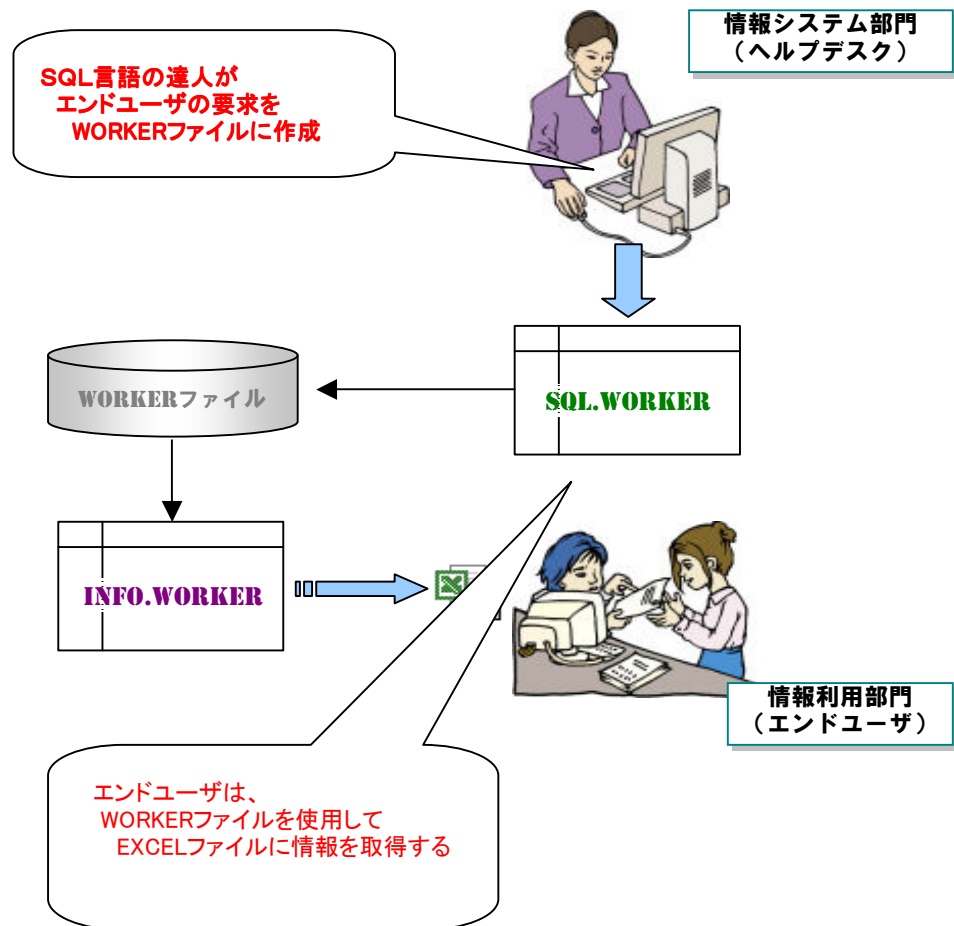 情報システム部門
（ヘルプデスク）
ＳＱＬ言語の達人が
エンドユーザの要求を
WORKERファイルに作成
WORKERファイル
SQL.WORKER
INFO.WORKER
情報利用部門
（エンドユーザ）
エンドユーザは、
WORKERファイルを使用して
EXCELファイルに情報を取得する